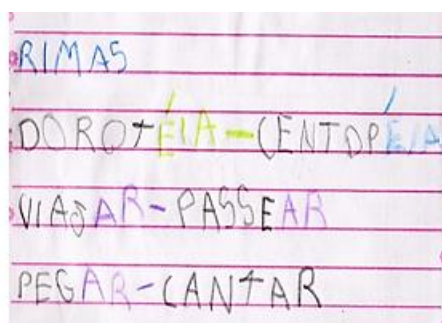 RIMAS
DOROTÉIA - CENTOPÉIA
VIAJAR - PASSEAR
PEGAR - CANTAR